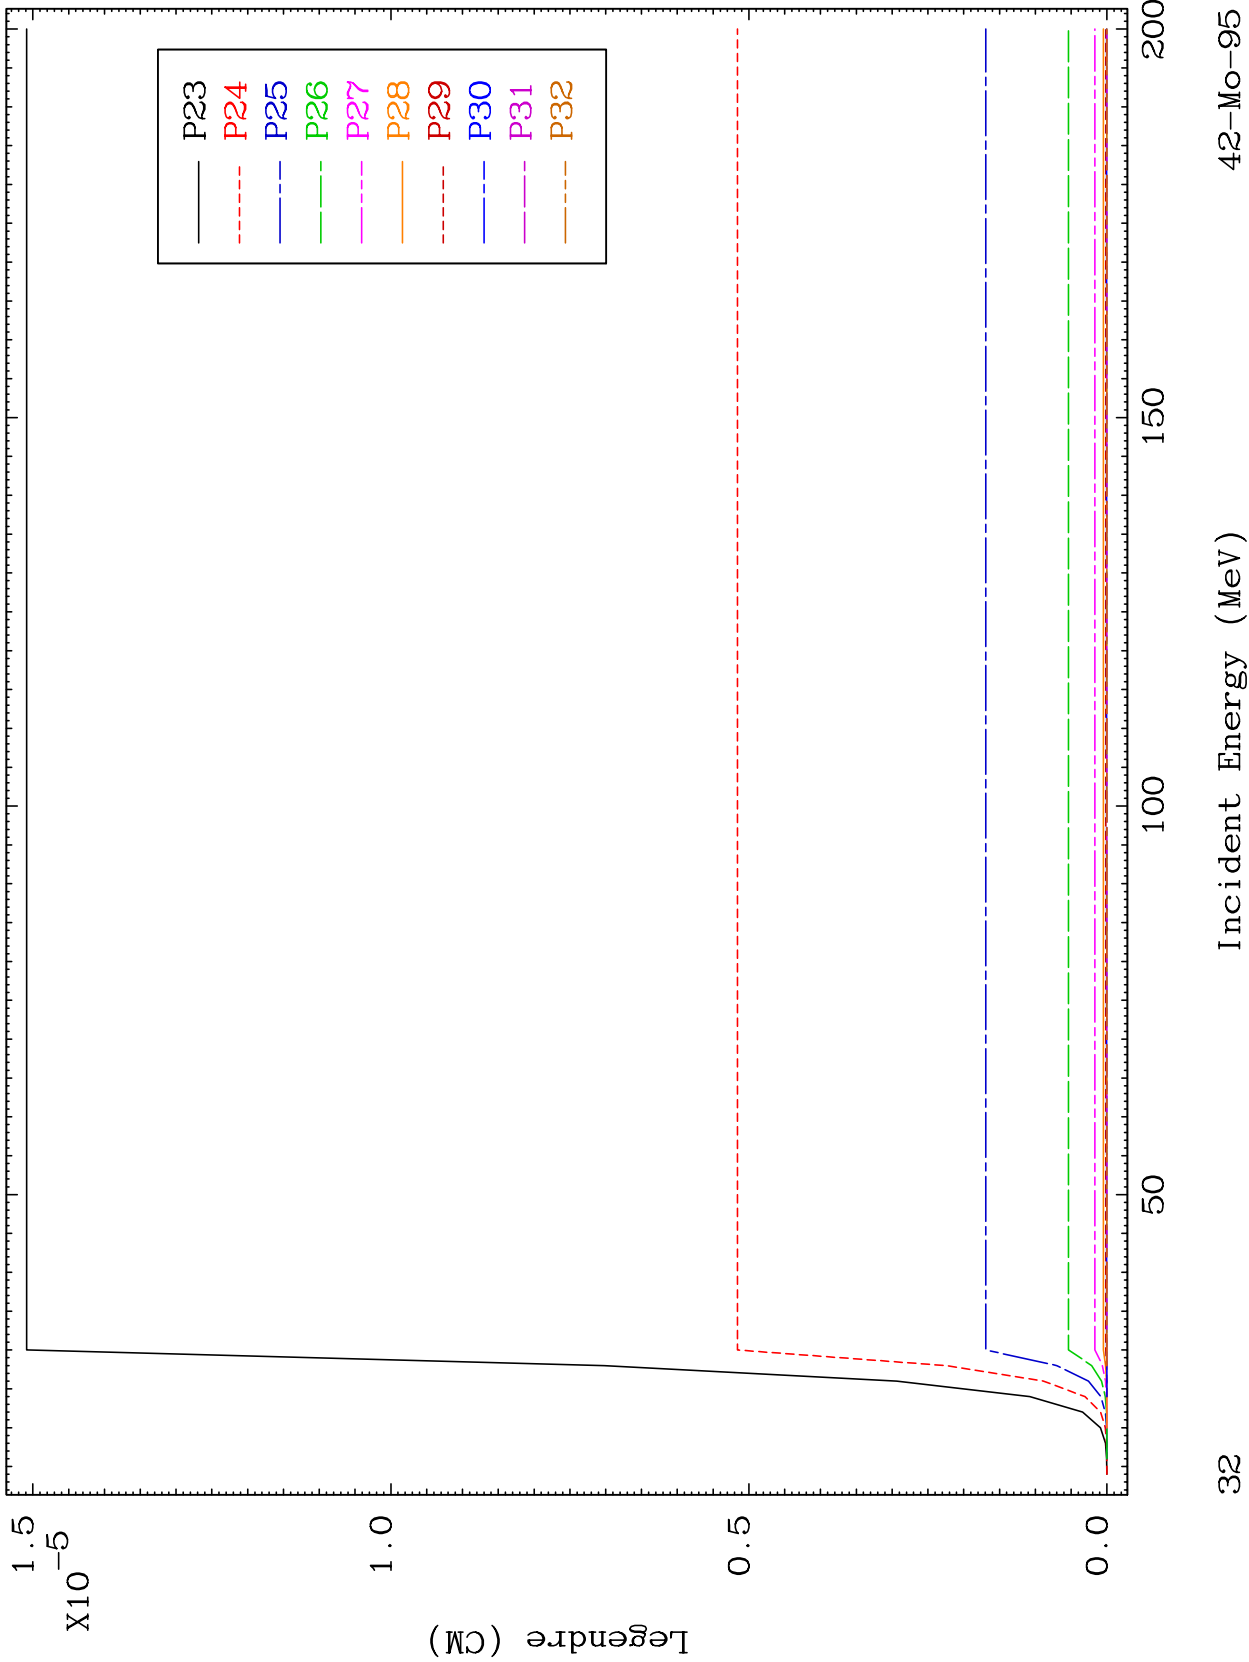 P23
P24
P25
P26
P27
P28
P29
P30
P31
P32
1.5
X10-5
1.0
0.5
0.0
Legendre (CM)
50
100
150
200
Incident Energy (MeV)
32
42-Mo-95